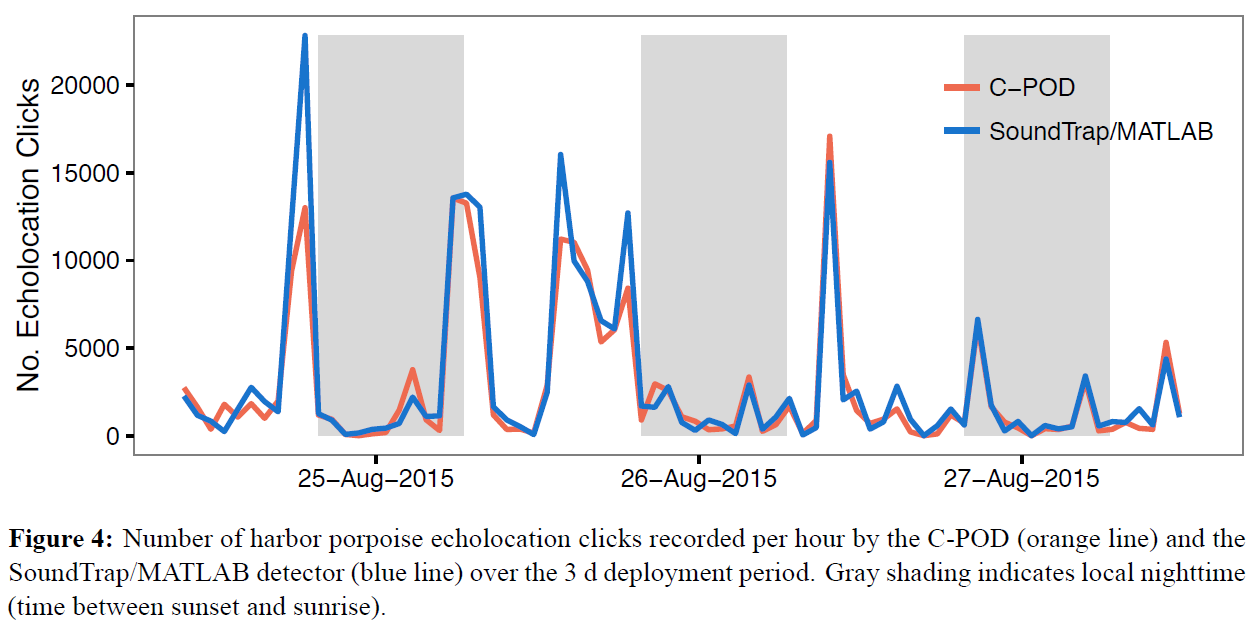 No. Echolocation Clicks
20000
15000
10000
5000
0
C−POD
SoundTrap/MATLAB
25−Aug−2015
26−Aug−2015
27−Aug−2015
Figure 4: Number of harbor porpoise echolocation clicks recorded per hour by the C-POD (orange line) and the
SoundTrap/MATLAB detector (blue line) over the 3 d deployment period. Gray shading indicates local nighttime
(time between sunset and sunrise).